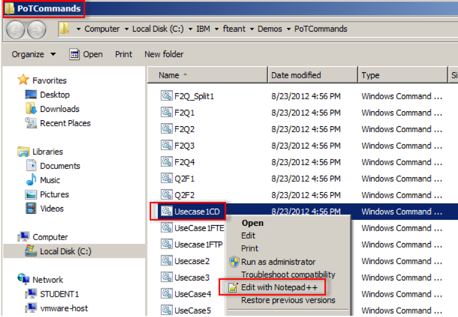 PoTCommands
Computer Local Disk (C:) IBM fteant Demos PoTCommands
Organize Open Print New folder
Name Date modified Type
Favorites
Desktop
Downloads
Recent Places
Libraries
Documents
Music
Pictures
Videos
Computer
Local Disk (C:)
Network
STUDENT1
vmware-host
F2Q_Split1 8/23/2012 4:56 PM Windows Command ...
F2Q1 8/23/2012 4:56 PM Windows Command ...
F2Q2 8/23/2012 4:56 PM Windows Command ...
F2Q3 8/23/2012 4:56 PM Windows Command ...
F2Q4 8/23/2012 4:56 PM Windows Command ...
Q2F1 8/23/2012 4:56 PM Windows Command ...
Q2F2 8/23/2012 4:56 PM Windows Command ...
Usecase1CD 8/23/2012 4:56 PM Windows Command ...
UseCase1FTE Windows Command ...
UseCase1FTP Windows Command ...
Usecase2 Windows Command ...
Usecase3 Windows Command ...
UseCase4 Windows Command ...
UseCase5 Windows Command ...
Open
Edit
Print
Run as administrator
Troubleshoot compatibility
Edit with Notepad++
Restore previous versions